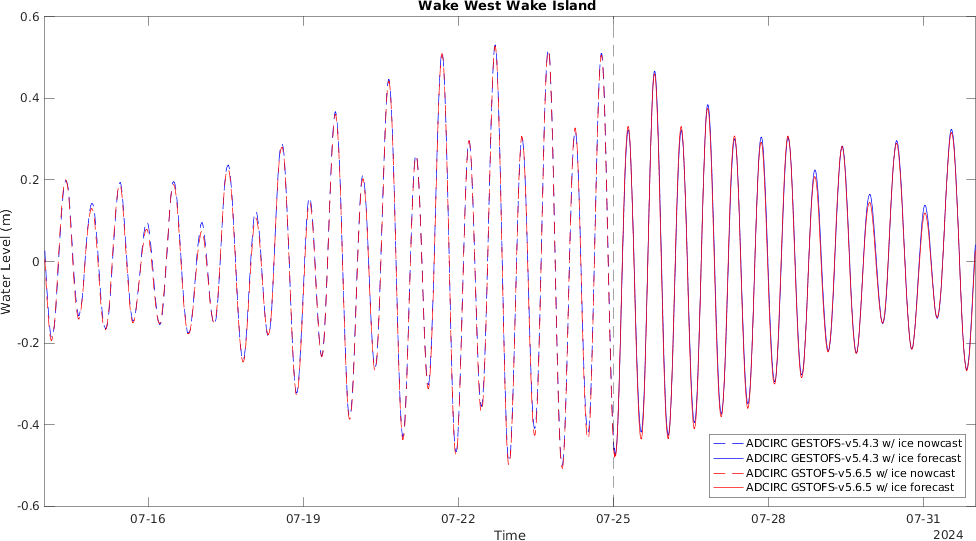 Wake West Wake Island
0.6
0.4
0.2
0
-0.2
-0.4
-0.6
Water Level (m)
07-16 07-19 07-22 07-25 07-28 07-31
Time
2024
ADCIRC GESTOFS-v5.4.3 w/ ice nowcast
ADCIRC GESTOFS-v5.4.3 w/ ice forecast
ADCIRC GSTOFS-v5.6.5 w/ ice nowcast
ADCIRC GSTOFS-v5.6.5 w/ ice forecast